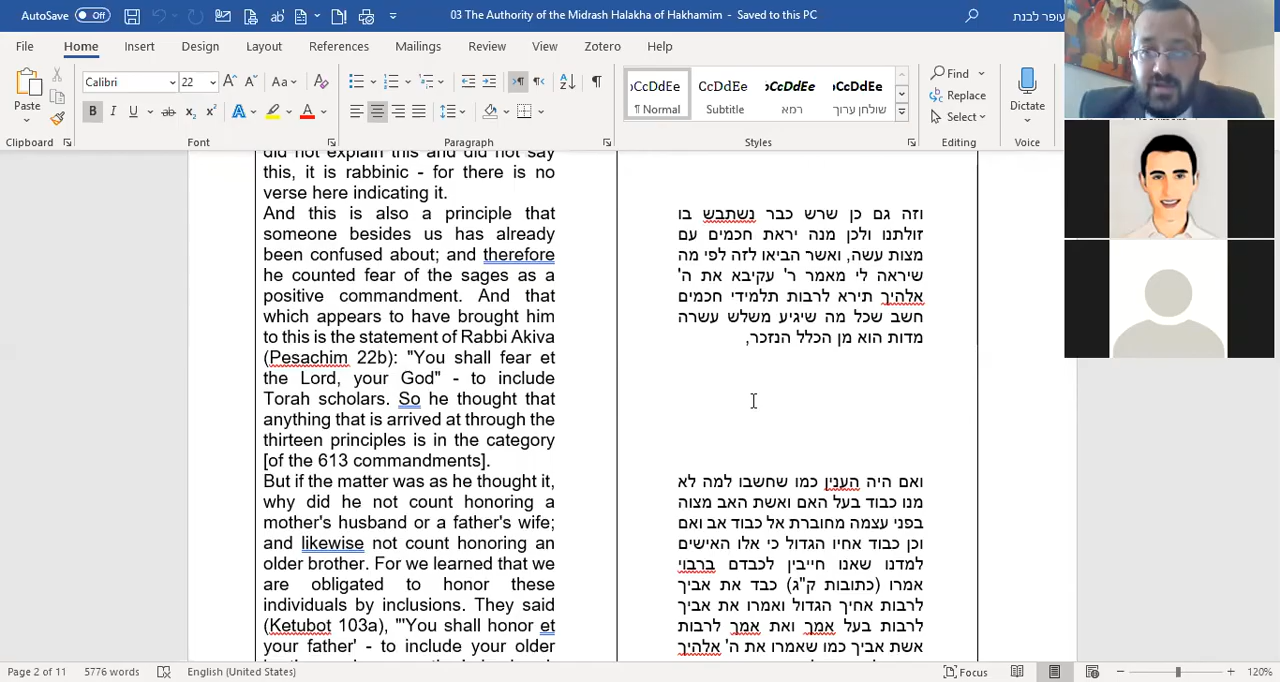 AutoSave Off
03 The Authority of the Midrash Halakha of Hakhamim - Saved to this PC
עופר לבנת
File Home Insert Design Layout References Mailings Review View Zotero Help
Calibri 22
Paste
Clipboard Font Paragraph Styles Editing Voice
CcDdEe CcDdEe CcDdEe CcDdEe
¶ Normal Subtitle רמא שולחן ערוך
Find
Replace
Select
Dictate
did not explain this and did not say
this, it is rabbinic - for there is no
verse here indicating it.
And this is also a principle that
someone besides us has already
been confused about; and therefore
he counted fear of the sages as a
positive commandment. And that
which appears to have brought him
to this is the statement of Rabbi Akiva
(Pesachim 22b): "You shall fear et
the Lord, your God" - to include
Torah scholars. So he thought that
anything that is arrived at through the
thirteen principles is in the category
[of the 613 commandments].
But if the matter was as he thought it,
why did he not count honoring a
mother's husband or a father's wife;
and likewise not count honoring an
older brother. For we learned that we
are obligated to honor these
individuals by inclusions. They said
(Ketubot 103a), "'You shall honor et
your father' - to include your older
וזה גם כן שרש כבר נשתבש בו
זולתנו ולכן מנה יראת חכמים עם
מצות עשה, ואשר הביאו לזה לפי מה
שיראה לי מאמר ר' עקיבא את ה'
אלהיך תירא לרבות תלמידי חכמים
חשב שכל מה שיגיע משלש עשרה
מדות הוא מן הכלל הנזכר,
ואם היה הענין כמו שחשבו למה לא
מנו כבוד בעל האם ואשת האב מצוה
בפני עצמה מחוברת אל כבוד אב ואם
וכן כבוד אחיו הגדול כי אלו האישים
למדנו שאנו חייבין לכבדם ברבוי
אמרו (כתובות ק"ג) כבד את אביך
לרבות אחיך הגדול ואמרו את אביך
לרבות בעל אמך ואת אמך לרבות
אשת אביך כמו שאמרו את ה' אלהיך
Page 2 of 11 5776 words English (United States) Focus 120%